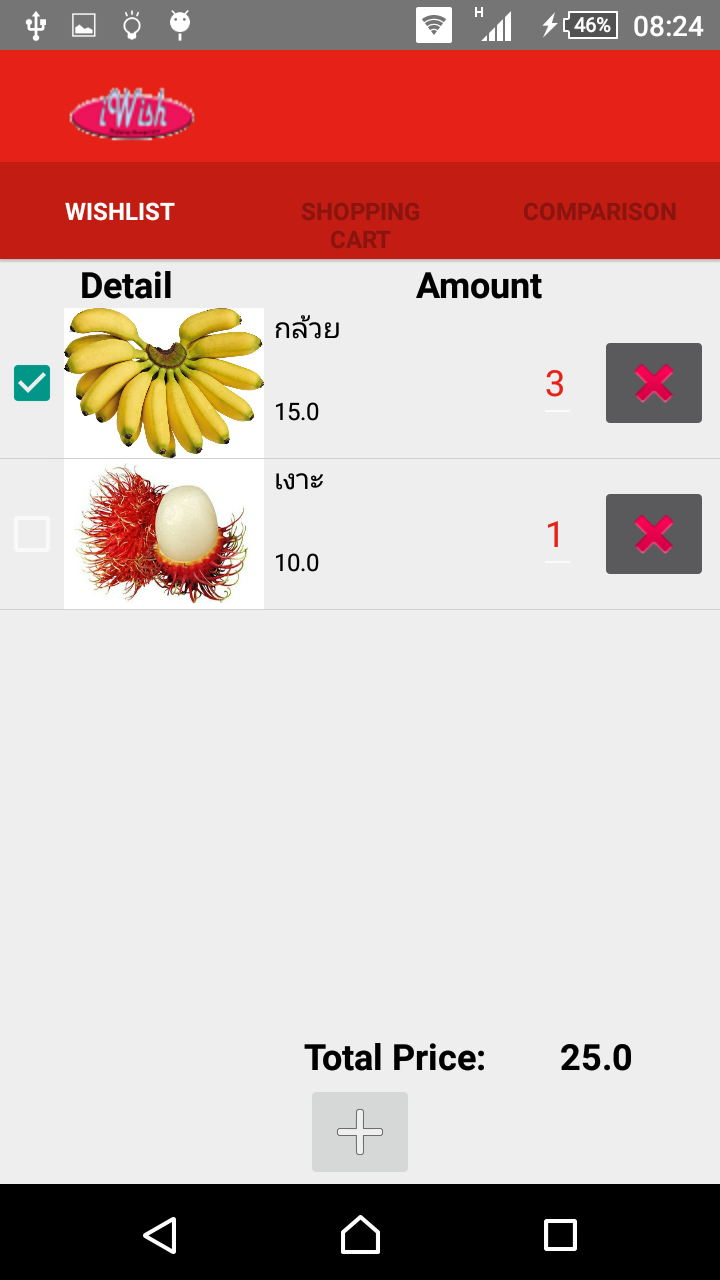 46% 08:24
iWish
WISHLIST
SHOPPING
CART
COMPARISON
Detail Amount
กล้วย
15.0
3
เงาะ
10.0
1
Total Price: 25.0